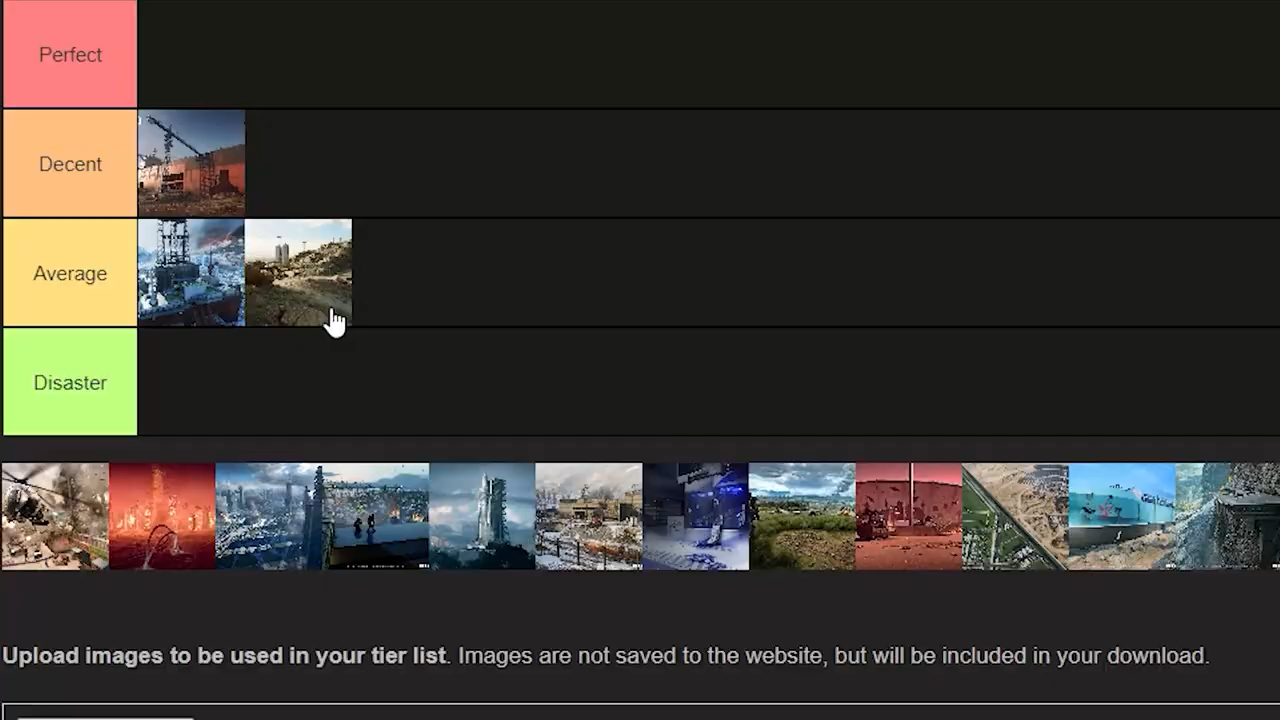 Perfect
Decent
Average
Disaster
Upload images to be used in your tier list. Images are not saved to the website, but will be included in your download.